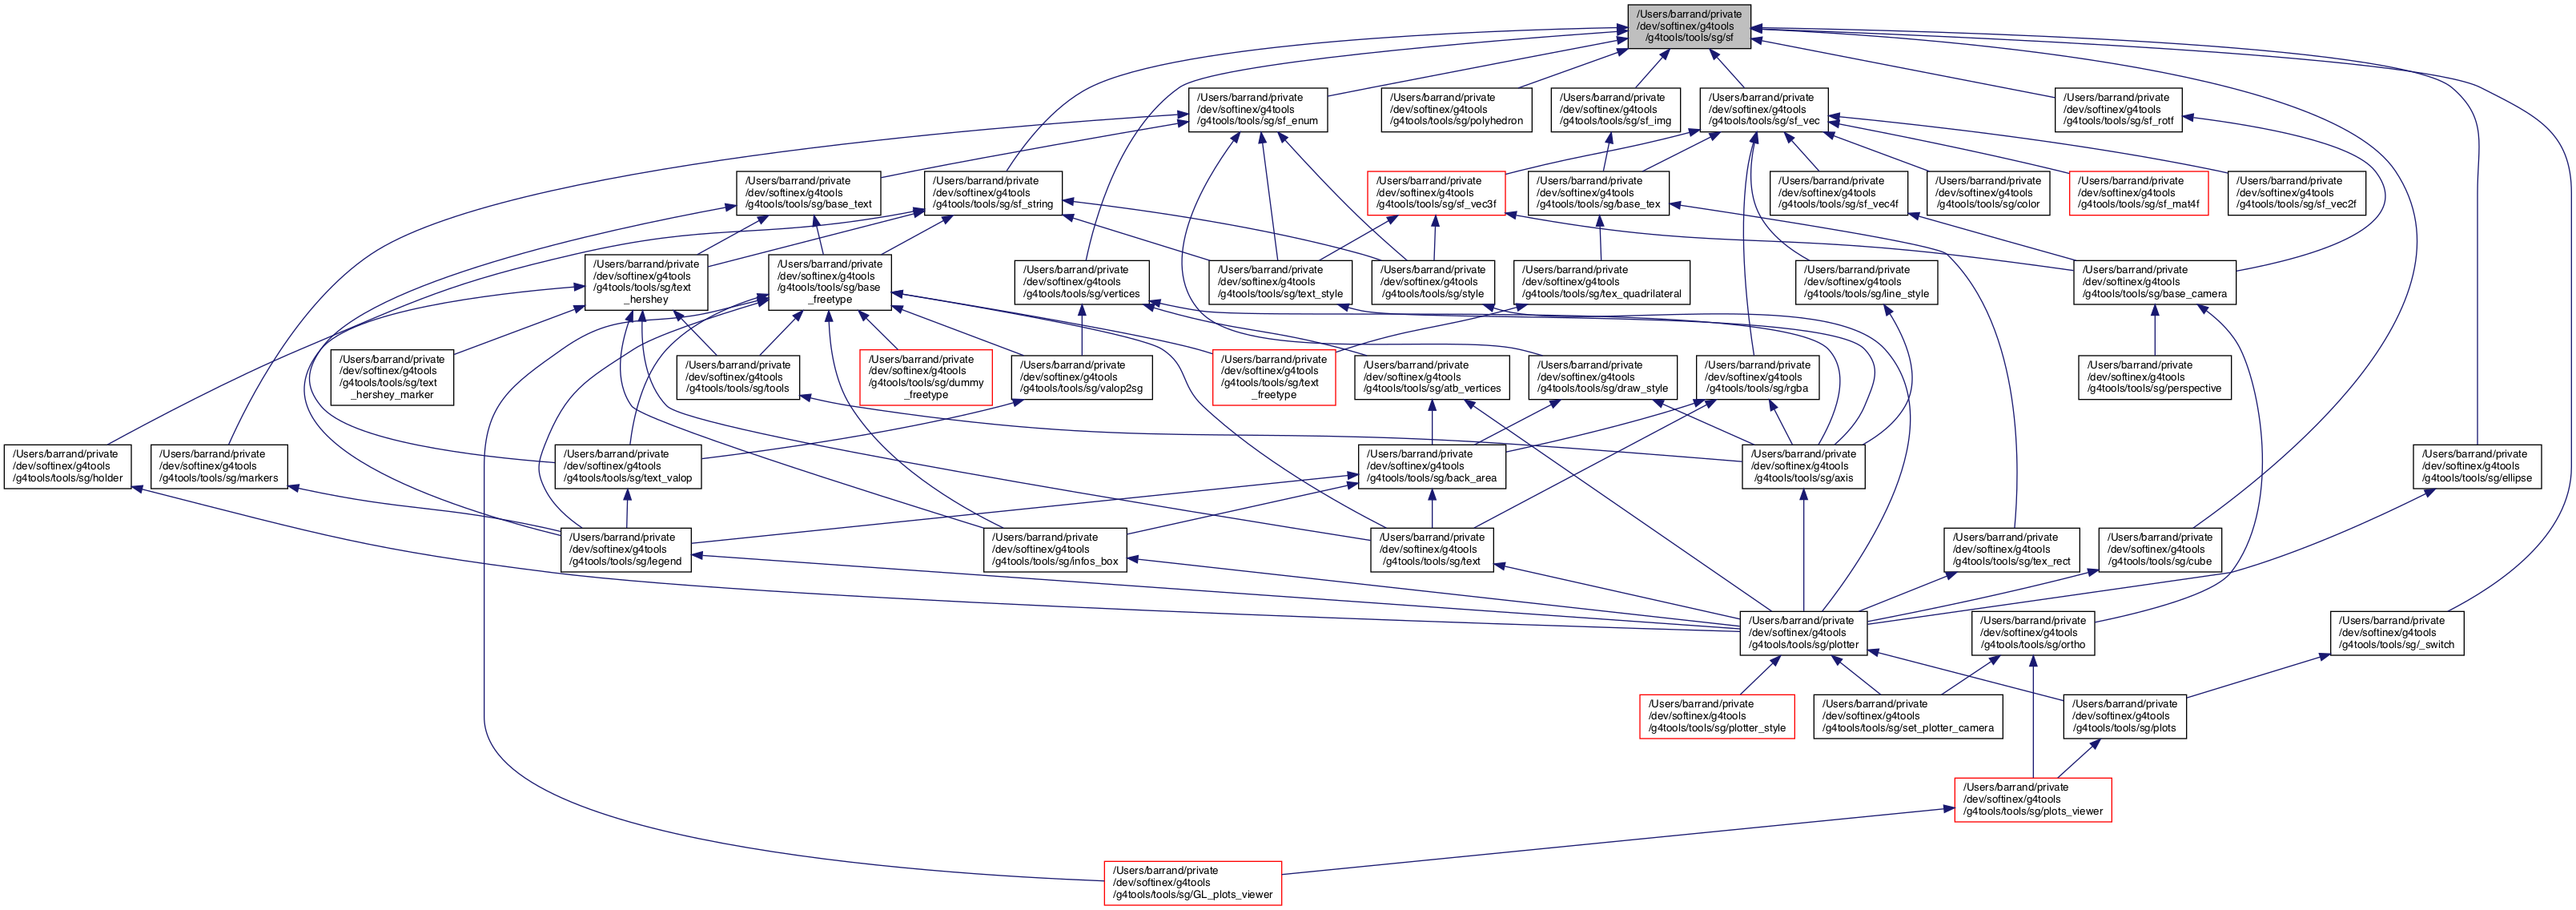 /Users/barrand/private
/dev/softinex/g4tools
/g4tools/tools/sg/sf
/Users/barrand/private
/dev/softinex/g4tools
/g4tools/tools/sg/sf_enum
/Users/barrand/private
/dev/softinex/g4tools
/g4tools/tools/sg/polyhedron
/Users/barrand/private
/dev/softinex/g4tools
/g4tools/tools/sg/sf_img
/Users/barrand/private
/dev/softinex/g4tools
/g4tools/tools/sg/sf_vec
/Users/barrand/private
/dev/softinex/g4tools
/g4tools/tools/sg/sf_rotf
/Users/barrand/private
/dev/softinex/g4tools
/g4tools/tools/sg/base_text
/Users/barrand/private
/dev/softinex/g4tools
/g4tools/tools/sg/sf_string
/Users/barrand/private
/dev/softinex/g4tools
/g4tools/tools/sg/sf_vec3f
/Users/barrand/private
/dev/softinex/g4tools
/g4tools/tools/sg/base_tex
/Users/barrand/private
/dev/softinex/g4tools
/g4tools/tools/sg/sf_vec4f
/Users/barrand/private
/dev/softinex/g4tools
/g4tools/tools/sg/color
/Users/barrand/private
/dev/softinex/g4tools
/g4tools/tools/sg/sf_mat4f
/Users/barrand/private
/dev/softinex/g4tools
/g4tools/tools/sg/sf_vec2f
/Users/barrand/private
/dev/softinex/g4tools
/g4tools/tools/sg/text
_hershey
/Users/barrand/private
/dev/softinex/g4tools
/g4tools/tools/sg/base
_freetype
/Users/barrand/private
/dev/softinex/g4tools
/g4tools/tools/sg/vertices
/Users/barrand/private
/dev/softinex/g4tools
/g4tools/tools/sg/text_style
/Users/barrand/private
/dev/softinex/g4tools
/g4tools/tools/sg/style
/Users/barrand/private
/dev/softinex/g4tools
/g4tools/tools/sg/tex_quadrilateral
/Users/barrand/private
/dev/softinex/g4tools
/g4tools/tools/sg/line_style
/Users/barrand/private
/dev/softinex/g4tools
/g4tools/tools/sg/base_camera
/Users/barrand/private
/dev/softinex/g4tools
/g4tools/tools/sg/text
_hershey_marker
/Users/barrand/private
/dev/softinex/g4tools
/g4tools/tools/sg/tools
/Users/barrand/private
/dev/softinex/g4tools
/g4tools/tools/sg/dummy
_freetype
/Users/barrand/private
/dev/softinex/g4tools
/g4tools/tools/sg/valop2sg
/Users/barrand/private
/dev/softinex/g4tools
/g4tools/tools/sg/text
_freetype
/Users/barrand/private
/dev/softinex/g4tools
/g4tools/tools/sg/atb_vertices
/Users/barrand/private
/dev/softinex/g4tools
/g4tools/tools/sg/draw_style
/Users/barrand/private
/dev/softinex/g4tools
/g4tools/tools/sg/rgba
/Users/barrand/private
/dev/softinex/g4tools
/g4tools/tools/sg/perspective
/Users/barrand/private
/dev/softinex/g4tools
/g4tools/tools/sg/holder
/Users/barrand/private
/dev/softinex/g4tools
/g4tools/tools/sg/markers
/Users/barrand/private
/dev/softinex/g4tools
/g4tools/tools/sg/text_valop
/Users/barrand/private
/dev/softinex/g4tools
/g4tools/tools/sg/back_area
/Users/barrand/private
/dev/softinex/g4tools
/g4tools/tools/sg/axis
/Users/barrand/private
/dev/softinex/g4tools
/g4tools/tools/sg/ellipse
/Users/barrand/private
/dev/softinex/g4tools
/g4tools/tools/sg/legend
/Users/barrand/private
/dev/softinex/g4tools
/g4tools/tools/sg/infos_box
/Users/barrand/private
/dev/softinex/g4tools
/g4tools/tools/sg/text
/Users/barrand/private
/dev/softinex/g4tools
/g4tools/tools/sg/tex_rect
/Users/barrand/private
/dev/softinex/g4tools
/g4tools/tools/sg/cube
/Users/barrand/private
/dev/softinex/g4tools
/g4tools/tools/sg/plotter
/Users/barrand/private
/dev/softinex/g4tools
/g4tools/tools/sg/ortho
/Users/barrand/private
/dev/softinex/g4tools
/g4tools/tools/sg/_switch
/Users/barrand/private
/dev/softinex/g4tools
/g4tools/tools/sg/plotter_style
/Users/barrand/private
/dev/softinex/g4tools
/g4tools/tools/sg/set_plotter_camera
/Users/barrand/private
/dev/softinex/g4tools
/g4tools/tools/sg/plots
/Users/barrand/private
/dev/softinex/g4tools
/g4tools/tools/sg/plots_viewer
/Users/barrand/private
/dev/softinex/g4tools
/g4tools/tools/sg/GL_plots_viewer